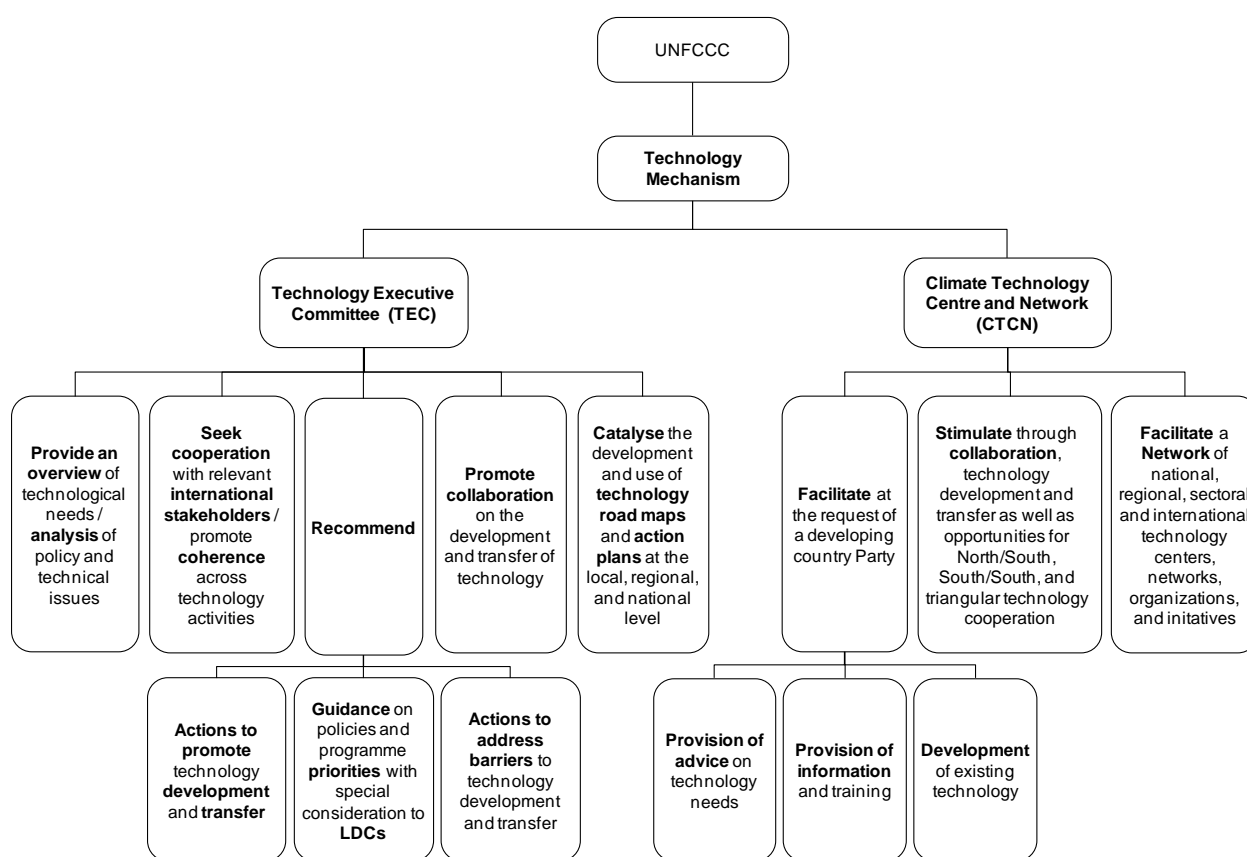 UNFCCC
Technology
Mechanism
Technology Executive
Committee (TEC)
Climate Technology
Centre and Network
(CTCN)
Provide an
overview of
technological
needs /
analysis of
policy and
technical
issues
Seek
cooperation
with relevant
international
stakeholders /
promote
coherence
across
technology
activities
Recommend
Promote
collaboration
on the
development
and transfer of
technology
Catalyse the
development
and use of
technology
road maps
and action
plans at the
local, regional,
and national
level
Facilitate at
the request of
a developing
country Party
Stimulate through
collaboration,
technology
development and
transfer as well as
opportunities for
North/South,
South/South, and
triangular technology
cooperation
Facilitate a
Network of
national,
regional, sectoral
and international
technology
centers,
networks,
organizations,
and initatives
Actions to
promote
technology
development
and transfer
Guidance on
policies and
programme
priorities with
special
consideration to
LDCs
Actions to
address
barriers to
technology
development
and transfer
Provision of
advice on
technology
needs
Provision of
information
and training
Development
of existing
technology